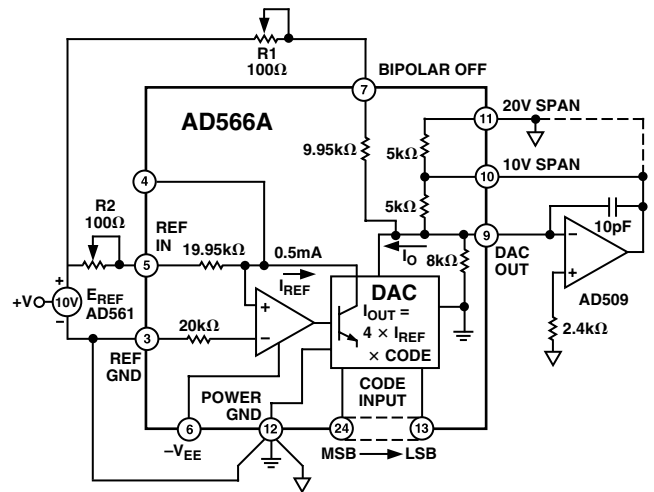 R1
100Ω
7
BIPOLAR OFF
AD566A
11
20V SPAN
9.95kΩ
5kΩ
10
10V SPAN
4
5kΩ
R2
100Ω
REF
IN
10pF
5
19.95kΩ
0.5mA
I_REF
I_O
8kΩ
9
DAC
OUT
+V
+
10V
−
E_REF
AD561
+
−
DAC
I_OUT =
4 × I_REF
× CODE
−
+
AD509
3
20kΩ
2.4kΩ
REF
GND
POWER
GND
CODE
INPUT
6
12
24
13
−V_EE
MSB
LSB